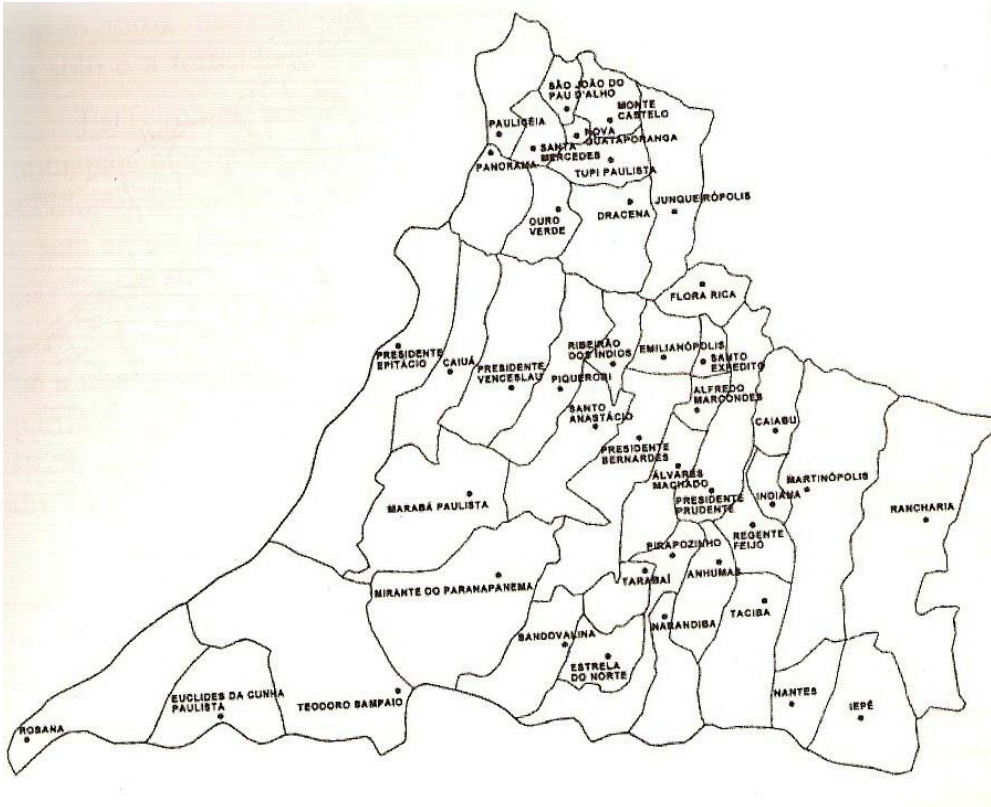 SÃO JOÃO DO
PAU D'ALHO
MONTE
CASTELO
PAULICÉIA
NOVA
GUATAPORANGA
SANTA
MERCEDES
PANORAMA
TUPI PAULISTA
OURO
VERDE
DRACENA
JUNQUEIRÓPOLIS
FLORA RICA
PRESIDENTE
EPITÁCIO
CAIUÁ
PRESIDENTE
VENCESLAU
PIQUEROBI
RIBEIRÃO
DOS ÍNDIOS
EMILIANÓPOLIS
SANTO
EXPEDITO
SANTO
ANASTÁCIO
ALFREDO
MARCONDES
CAIABU
PRESIDENTE
BERNARDES
ÁLVARES
MACHADO
PRESIDENTE
PRUDENTE
INDIANA
MARTINÓPOLIS
RANCHARIA
MARABÁ PAULISTA
REGENTE
FEIJÓ
PIRAPOZINHO
ANHUMAS
TARABAÍ
MIRANTE DO PARANAPANEMA
TACIBA
NARANDIBA
SANDOVALINA
ESTRELA
DO NORTE
EUCLIDES DA CUNHA
PAULISTA
TEODORO SAMPAIO
NANTES
IEPÊ
ROSANA